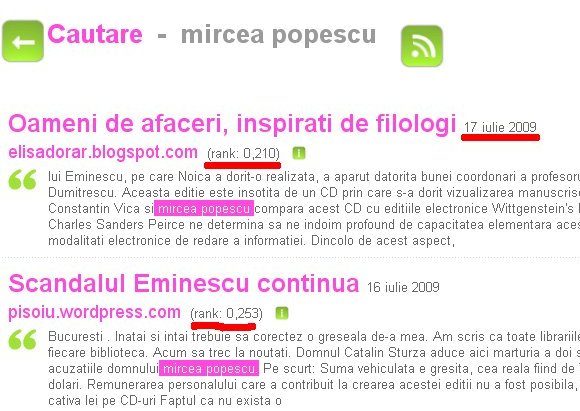 Cautare - mircea popescu
Oameni de afaceri, inspirati de filologi 17 iulie 2009
elisadorar.blogspot.com (rank: 0,210) i
lui Eminescu, pe care Noica a dorit-o realizata, a aparut datorita bunei coordonari a profesoru
Dumitrescu. Aceasta editie este insotita de un CD prin care s-a dorit vizualizarea manuscrise
Constantin Vica si mircea popescu compara acest CD cu editiile electronice Wittgenstein's
Charles Sanders Peirce ne determina sa ne indoim profound de capacitatea elementara aces
modalitati electronice de redare a informatiei. Dincolo de acest aspect,
Scandalul Eminescu continua 16 iulie 2009
pisoiu.wordpress.com (rank: 0,253) i
Bucuresti . Inatai si intai trebuie sa corectez o greseala de-a mea. Am scris ca toate librariile
fiecare biblioteca. Acum sa trec la noutati. Domnul Catalin Sturza aduce aici marturia a doi s
acuzatiile domnului mircea popescu. Pe scurt: Suma vehiculata e gresita, cea reala fiind de
dolari. Remunerarea personalului care a contribuit la crearea acestei editii nu a fost posibila,
cativa lei pe CD-uri Faptul ca nu exista o